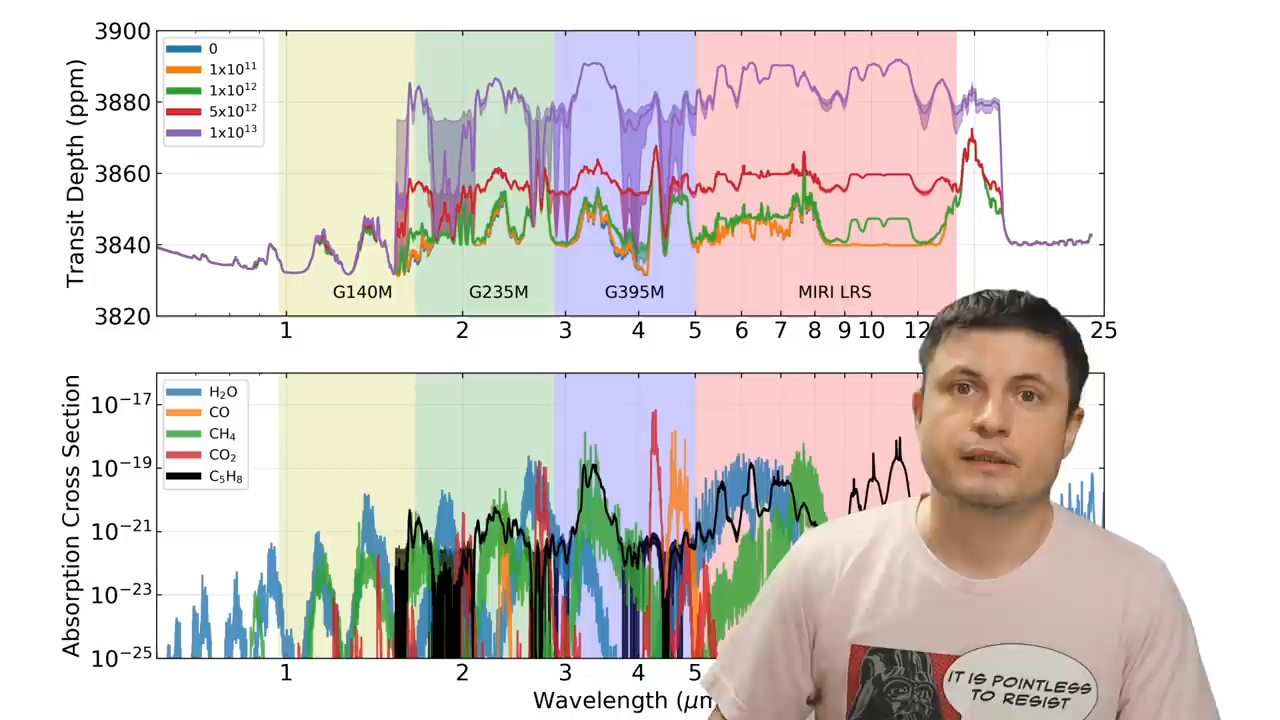 3900
3880
3860
3840
3820
Transit Depth (ppm)
0
1x10¹¹
1x10¹²
5x10¹²
1x10¹³
G140M
G235M
G395M
MIRI LRS
1 2 3 4 5 6 7 8 9 10 12 25
Absorption Cross Section
10⁻¹⁷
10⁻¹⁹
10⁻²¹
10⁻²³
10⁻²⁵
H₂O
CO
CH₄
CO₂
C₅H₈
1 2 3 4 5
Wavelength (μm
IT IS POINTLESS
TO RESIST